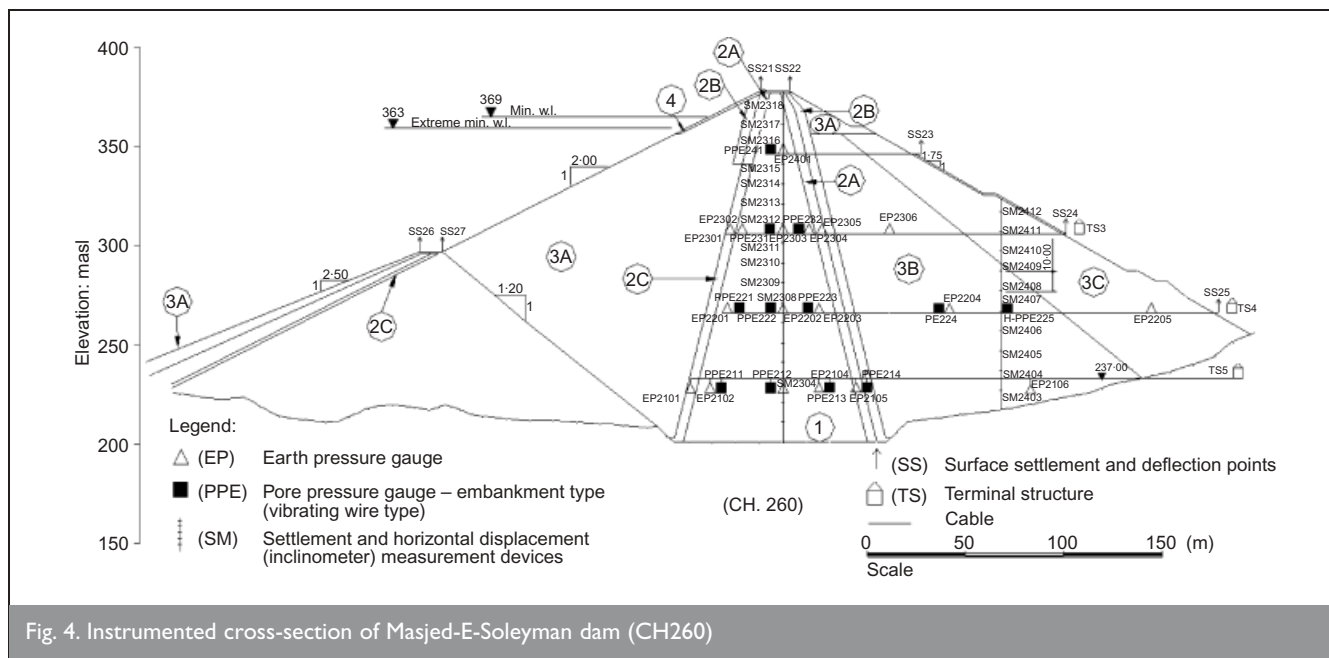 400
350
300
250
200
150
Elevation: masl
2A
SS21 SS22
2B
4
369
Min. w.l.
363
Extreme min. w.l.
2B
3A
SS23
1·75
1
2·00
1
SM2318
SM2317
SM2316
PPE241
EP2401
SM2315
SM2314
SM2313
2A
EP2302
SM2312
PPE232
EP2305
EP2306
EP2301
PPE231
EP2303
EP2304
SM2311
SM2310
SM2309
SM2412
SM2411
SM2410
SM2409
SM2408
10·00
SS24
TS3
SS26 SS27
2·50
1
3A
2C
3A
1·20
1
2C
3B
3C
PPE221
SM2308
PPE223
EP2204
SM2407
EP2201
PPE222
EP2202
EP2203
PE224
H-PPE225
EP2205
SS25
TS4
SM2406
SM2405
SM2404
SM2403
237·00
TS5
PPE211
PPE212
EP2104
PPE214
EP2101
EP2102
SM2304
PPE213
EP2105
EP2106
1
Legend:
(EP) Earth pressure gauge
(PPE) Pore pressure gauge – embankment type
(vibrating wire type)
(SM) Settlement and horizontal displacement
(inclinometer) measurement devices
(CH. 260)
(SS) Surface settlement and deflection points
(TS) Terminal structure
Cable
0 50 100 150 (m)
Scale
Fig. 4. Instrumented cross-section of Masjed-E-Soleyman dam (CH260)